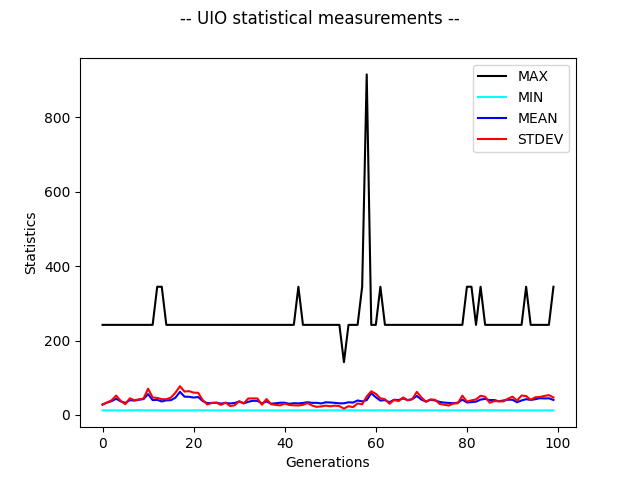 -- UIO statistical measurements --
MAX
MIN
MEAN
STDEV
Statistics
800
600
400
200
0
0 20 40 60 80 100
Generations